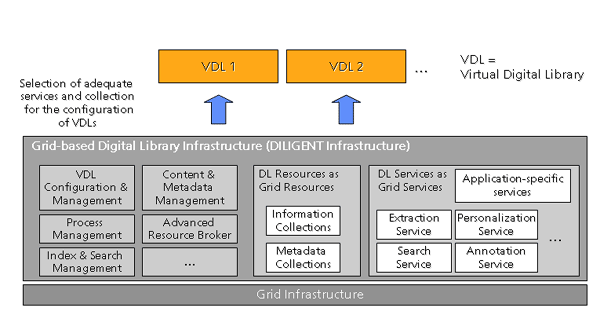 VDL 1
VDL 2
...
VDL =
Virtual Digital Library
Selection of adequate
services and collection
for the configuration
of VDLs
Grid-based Digital Library Infrastructure (DILIGENT Infrastructure)
VDL
Configuration &
Management
Content &
Metadata
Management
Process
Management
Advanced
Resource Broker
Index & Search
Management
...
DL Resources as
Grid Resources
Information
Collections
Metadata
Collections
DL Services as
Grid Services
Application-specific
services
Extraction
Service
Personalization
Service
Search
Service
Annotation
Service
...
Grid Infrastructure